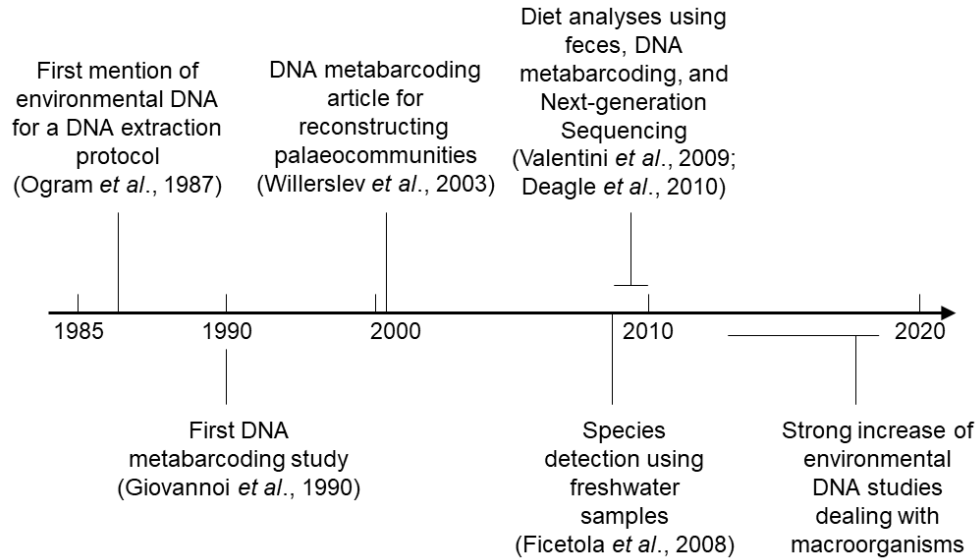 First mention of
environmental DNA
for a DNA extraction
protocol
(Ogram et al., 1987)
DNA metabarcoding
article for
reconstructing
palaeocommunities
(Willerslev et al., 2003)
Diet analyses using
feces, DNA
metabarcoding, and
Next-generation
Sequencing
(Valentini et al., 2009;
Deagle et al., 2010)
1985
1990
2000
2010
2020
First DNA
metabarcoding study
(Giovannoi et al., 1990)
Species
detection using
freshwater
samples
(Ficetola et al., 2008)
Strong increase of
environmental
DNA studies
dealing with
macroorganisms